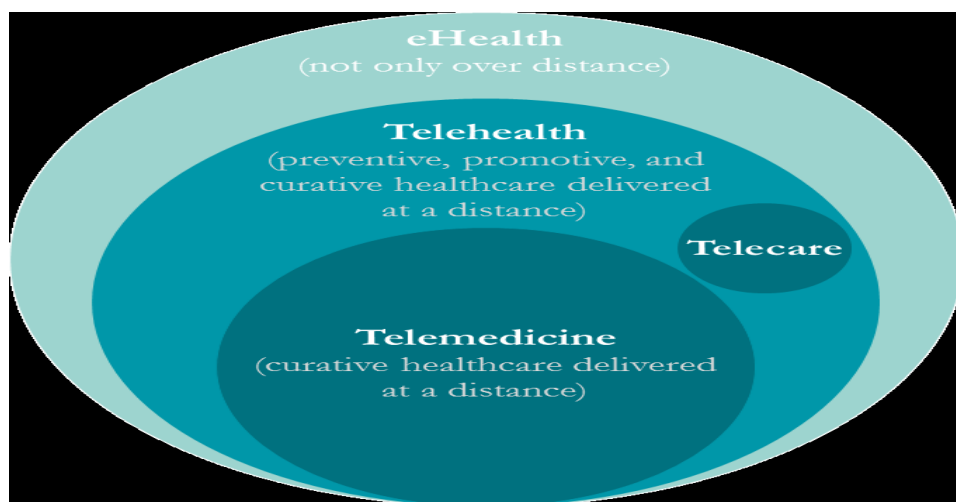 eHealth
(not only over distance)
Telehealth
(preventive, promotive, and
curative healthcare delivered
at a distance)
Telecare
Telemedicine
(curative healthcare delivered
at a distance)